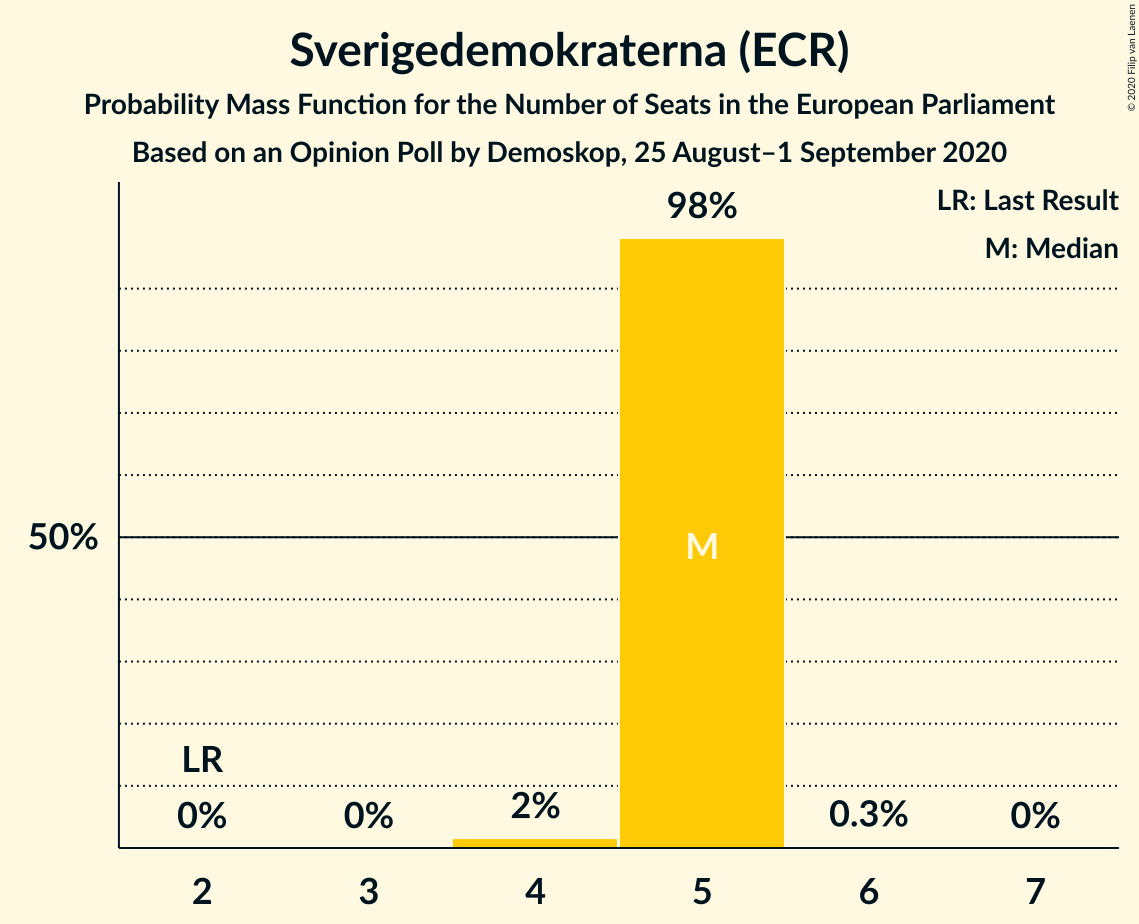 Sverigedemokraterna (ECR)
Probability Mass Function for the Number of Seats in the European Parliament
Based on an Opinion Poll by Demoskop, 25 August–1 September 2020
© 2020 Filip van Laenen
LR: Last Result
M: Median
98%
50%
M
LR
0%
0%
2%
0.3%
0%
2
3
4
5
6
7